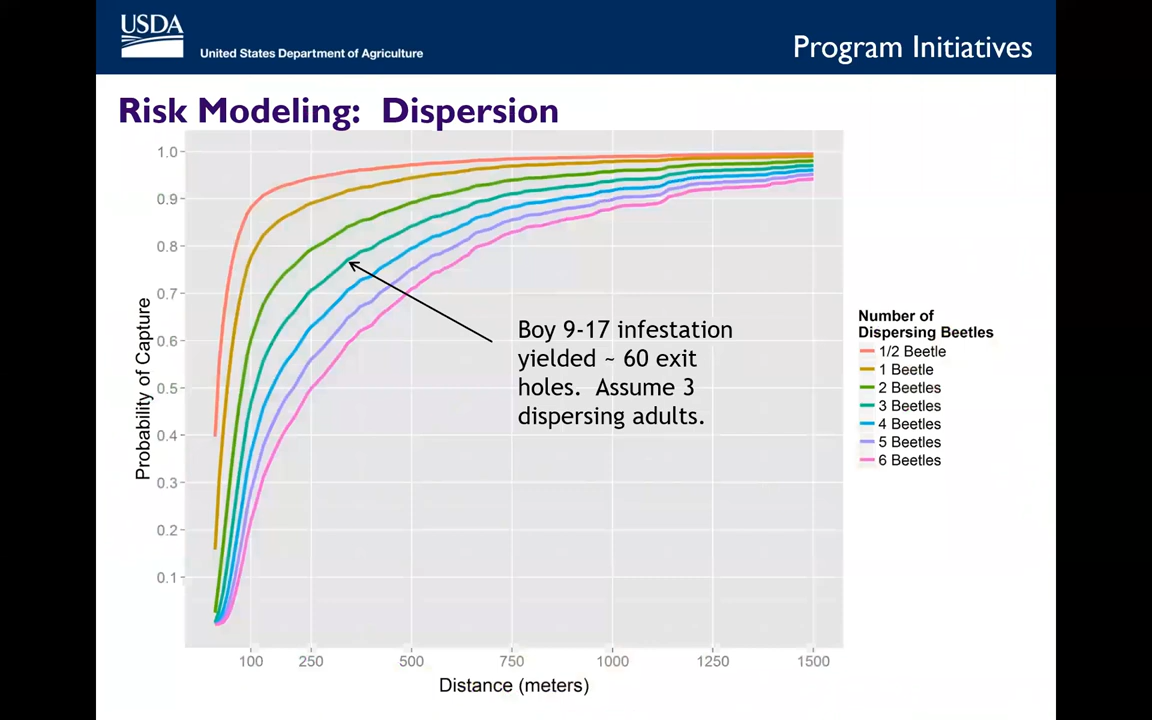 USDA
United States Department of Agriculture
Program Initiatives
Risk Modeling: Dispersion
1.0
0.9
0.8
0.7
0.6
0.5
0.4
0.3
0.2
0.1
Probability of Capture
Boy 9-17 infestation
yielded ~ 60 exit
holes. Assume 3
dispersing adults.
Number of
Dispersing Beetles
1/2 Beetle
1 Beetle
2 Beetles
3 Beetles
4 Beetles
5 Beetles
6 Beetles
100 250 500 750 1000 1250 1500
Distance (meters)